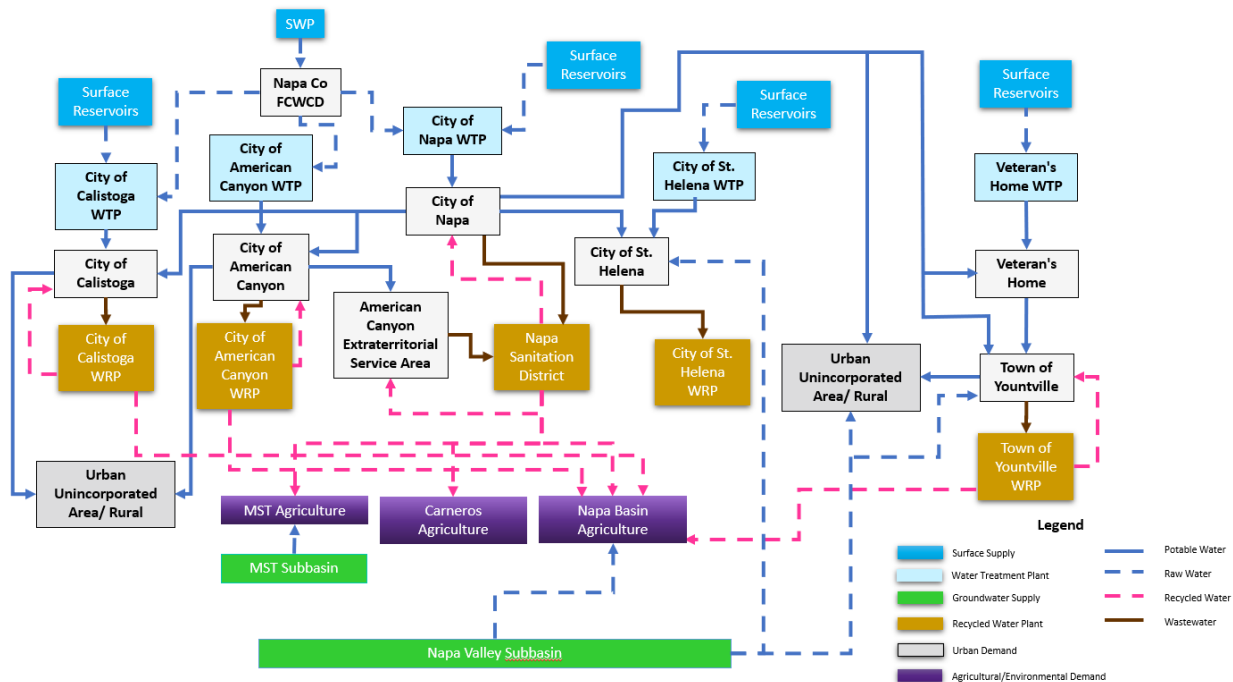 SWP
Surface
Reservoirs
Napa Co
FCWCD
Surface
Reservoirs
Surface
Reservoirs
Surface
Reservoirs
City of
Napa WTP
City of
American
Canyon WTP
City of St.
Helena WTP
Veteran's
Home WTP
City of
Calistoga
WTP
City of
Napa
City of
Calistoga
City of
American
Canyon
City of St.
Helena
Veteran's
Home
American
Canyon
Extraterritorial
Service Area
City of
Calistoga
WRP
City of
American
Canyon WRP
Napa
Sanitation
District
City of St.
Helena
WRP
Urban
Unincorporated
Area/ Rural
Town of
Yountville
Town of
Yountville
WRP
Urban
Unincorporated
Area/ Rural
MST Agriculture
Carneros
Agriculture
Napa Basin
Agriculture
MST Subbasin
Napa Valley Subbasin
Legend
Surface Supply
Water Treatment Plant
Groundwater Supply
Recycled Water Plant
Urban Demand
Agricultural/Environmental Demand
Potable Water
Raw Water
Recycled Water
Wastewater